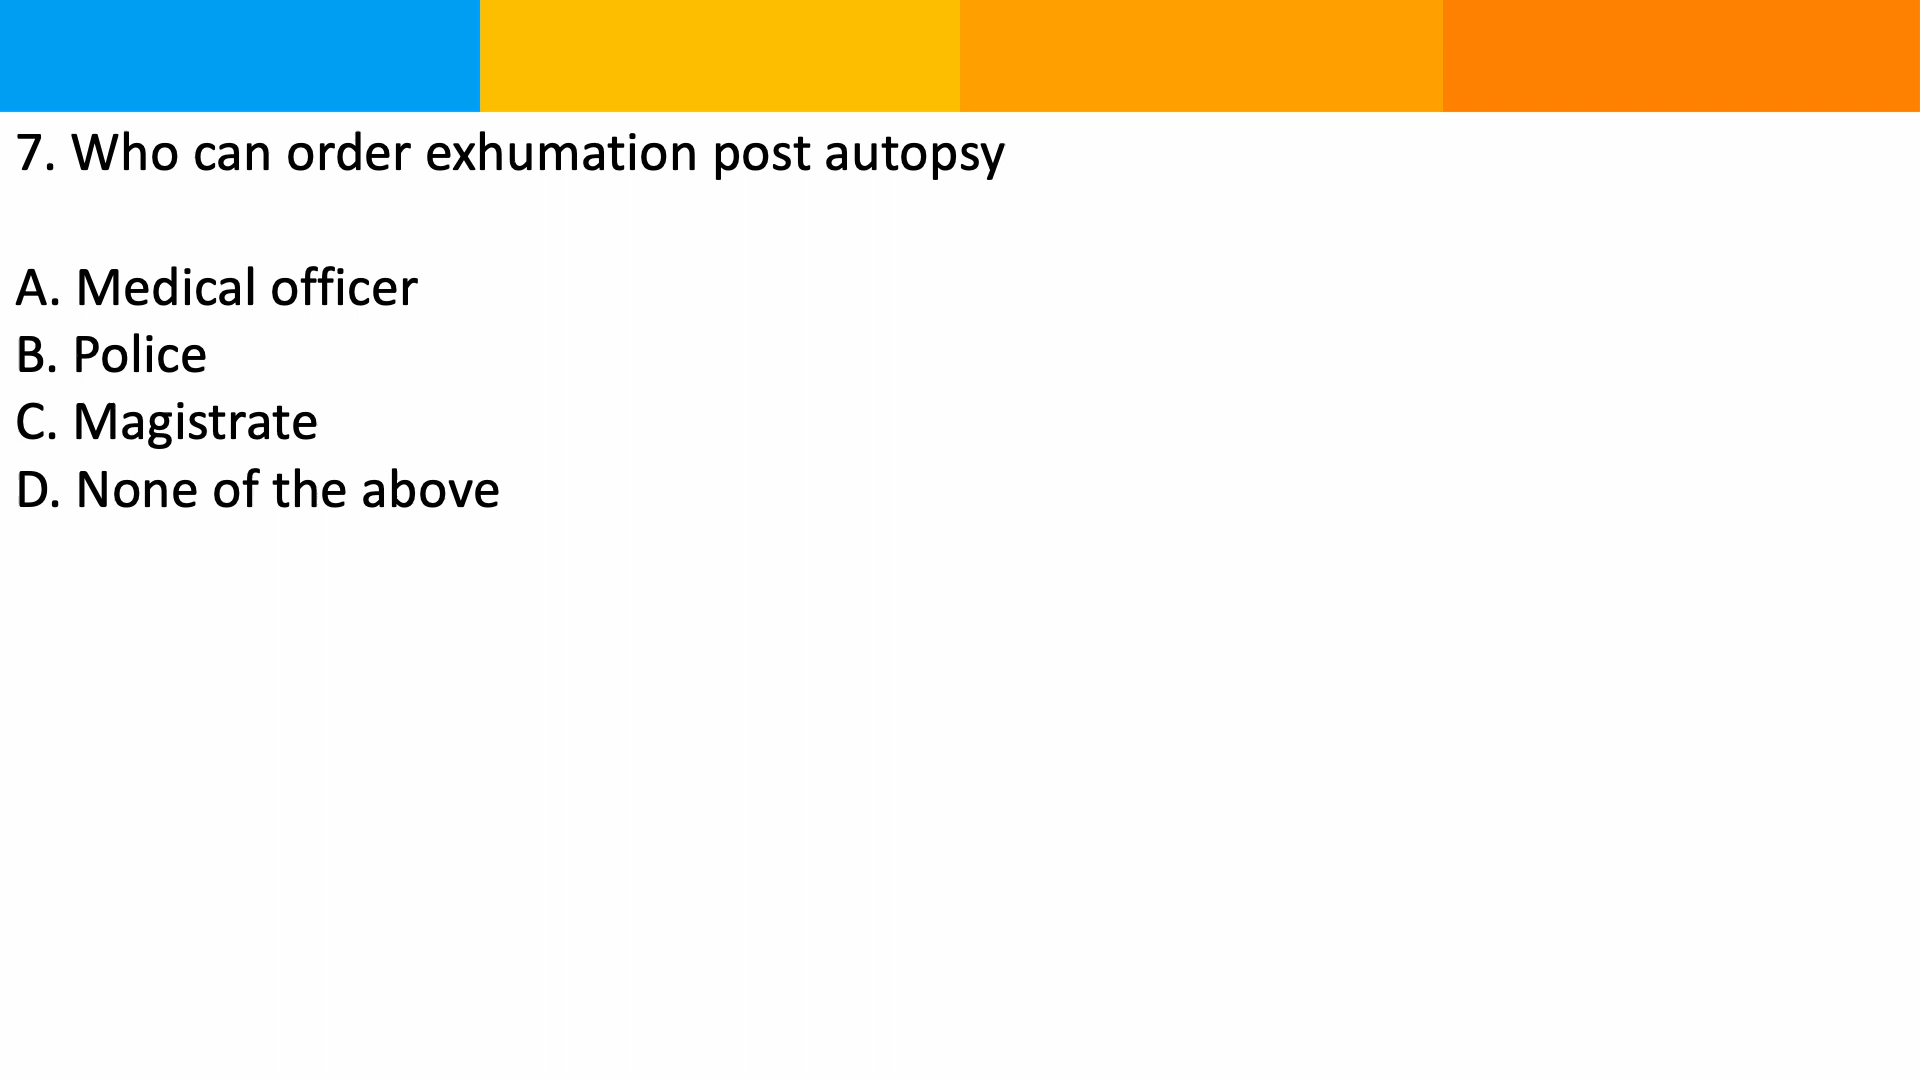 7. Who can order exhumation post autopsy
A. Medical officer
B. Police
C. Magistrate
D. None of the above